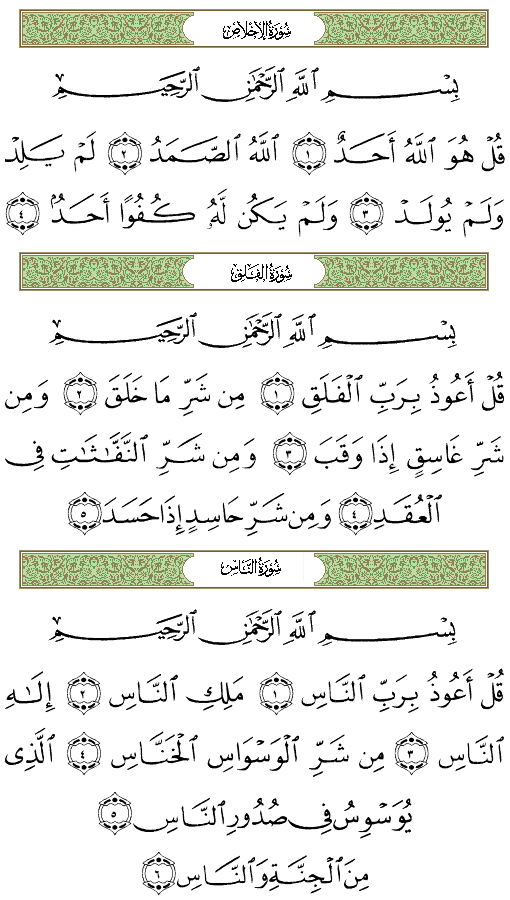 سُورَةُ الإِخْلَاصِ
بِسْمِ ٱللَّهِ ٱلرَّحْمَٰنِ ٱلرَّحِيمِ
قُلْ هُوَ ٱللَّهُ أَحَدٌ ١ ٱللَّهُ ٱلصَّمَدُ ٢ لَمْ يَلِدْ
وَلَمْ يُولَدْ ٣ وَلَمْ يَكُن لَّهُۥ كُفُوًا أَحَدٌۢ ٤
سُورَةُ الفَلَقِ
بِسْمِ ٱللَّهِ ٱلرَّحْمَٰنِ ٱلرَّحِيمِ
قُلْ أَعُوذُ بِرَبِّ ٱلْفَلَقِ ١ مِن شَرِّ مَا خَلَقَ ٢ وَمِن
شَرِّ غَاسِقٍ إِذَا وَقَبَ ٣ وَمِن شَرِّ ٱلنَّفَّٰثَٰتِ فِى
ٱلْعُقَدِ ٤ وَمِن شَرِّ حَاسِدٍ إِذَا حَسَدَ ٥
سُورَةُ النَّاسِ
بِسْمِ ٱللَّهِ ٱلرَّحْمَٰنِ ٱلرَّحِيمِ
قُلْ أَعُوذُ بِرَبِّ ٱلنَّاسِ ١ مَلِكِ ٱلنَّاسِ ٢ إِلَٰهِ
ٱلنَّاسِ ٣ مِن شَرِّ ٱلْوَسْوَاسِ ٱلْخَنَّاسِ ٤ ٱلَّذِى
يُوَسْوِسُ فِى صُدُورِ ٱلنَّاسِ ٥
مِنَ ٱلْجِنَّةِ وَٱلنَّاسِ ٦